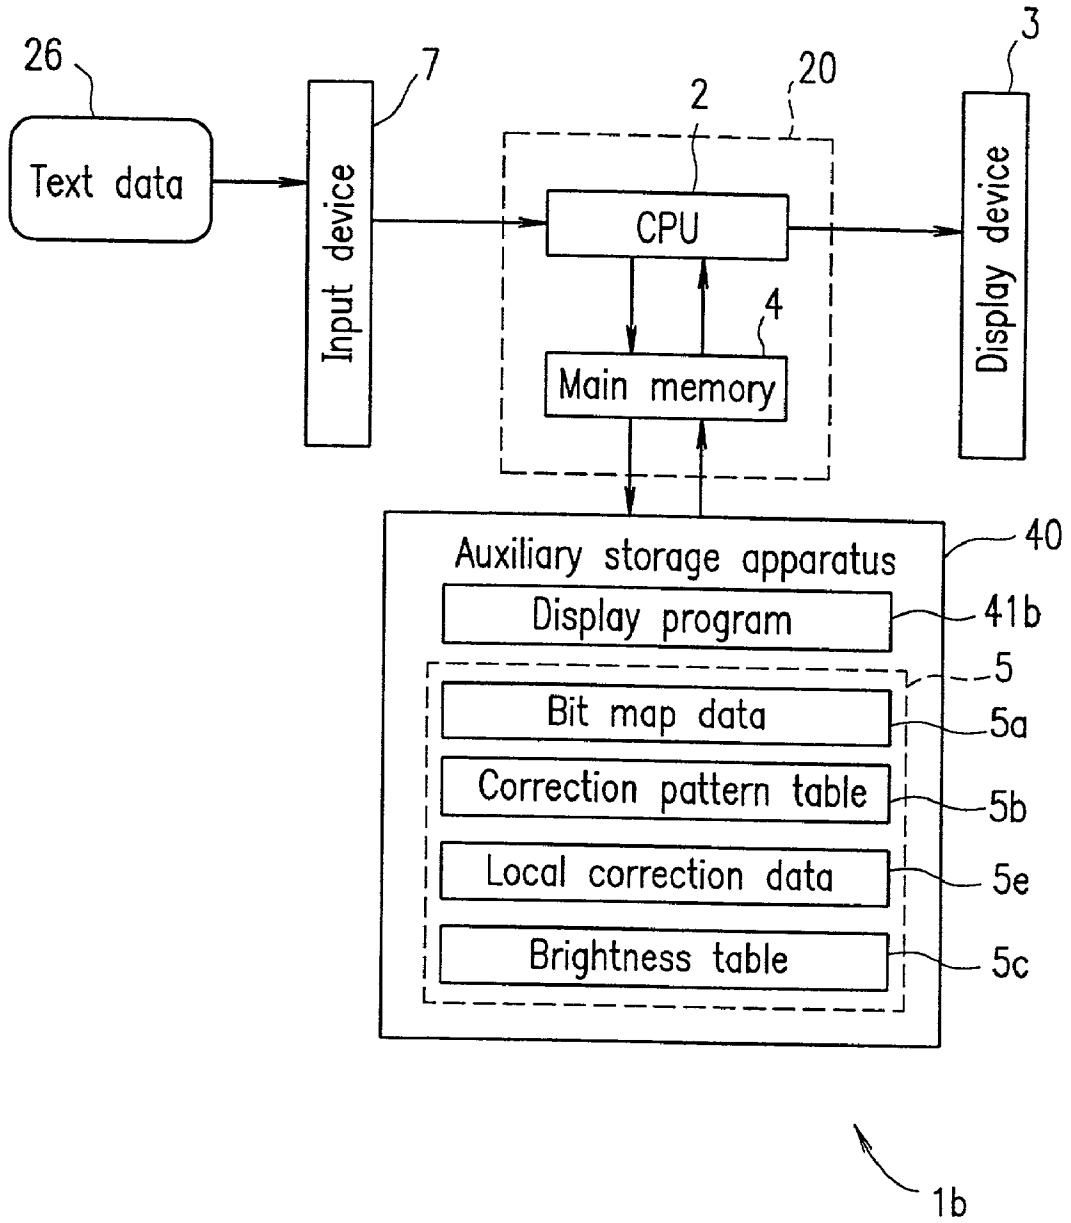 3
26
7
20
2
Text data
Input device
CPU
Display device
4
Main memory
40
Auxiliary storage apparatus
Display program
41b
5
Bit map data
5a
Correction pattern table
5b
Local correction data
5e
Brightness table
5c
1b